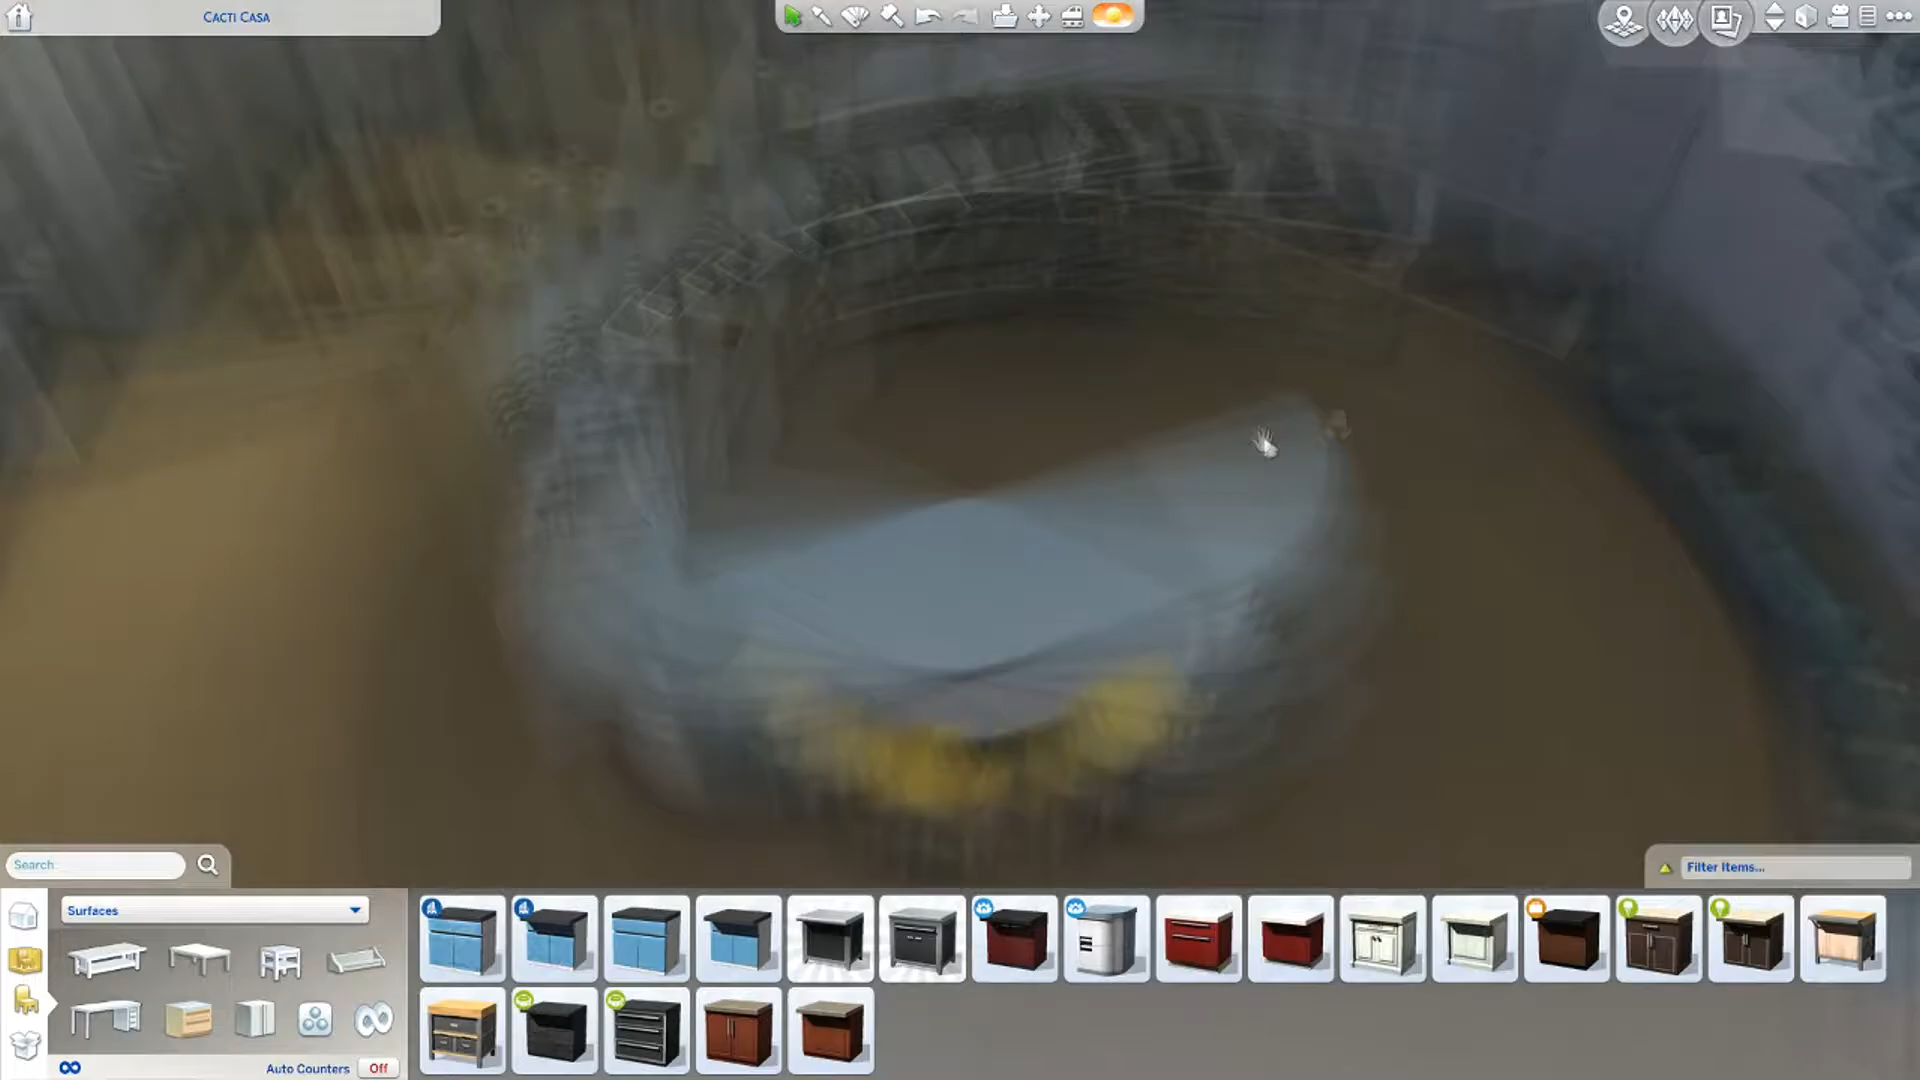 CACTI CASA
Search
Filter Items...
Surfaces
Auto Counters Off